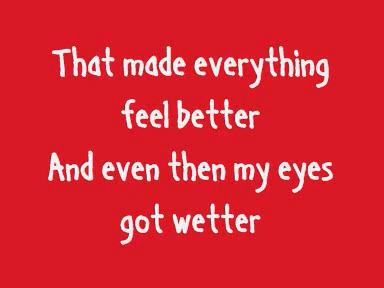 That made everything
feel better
And even then my eyes
got wetter